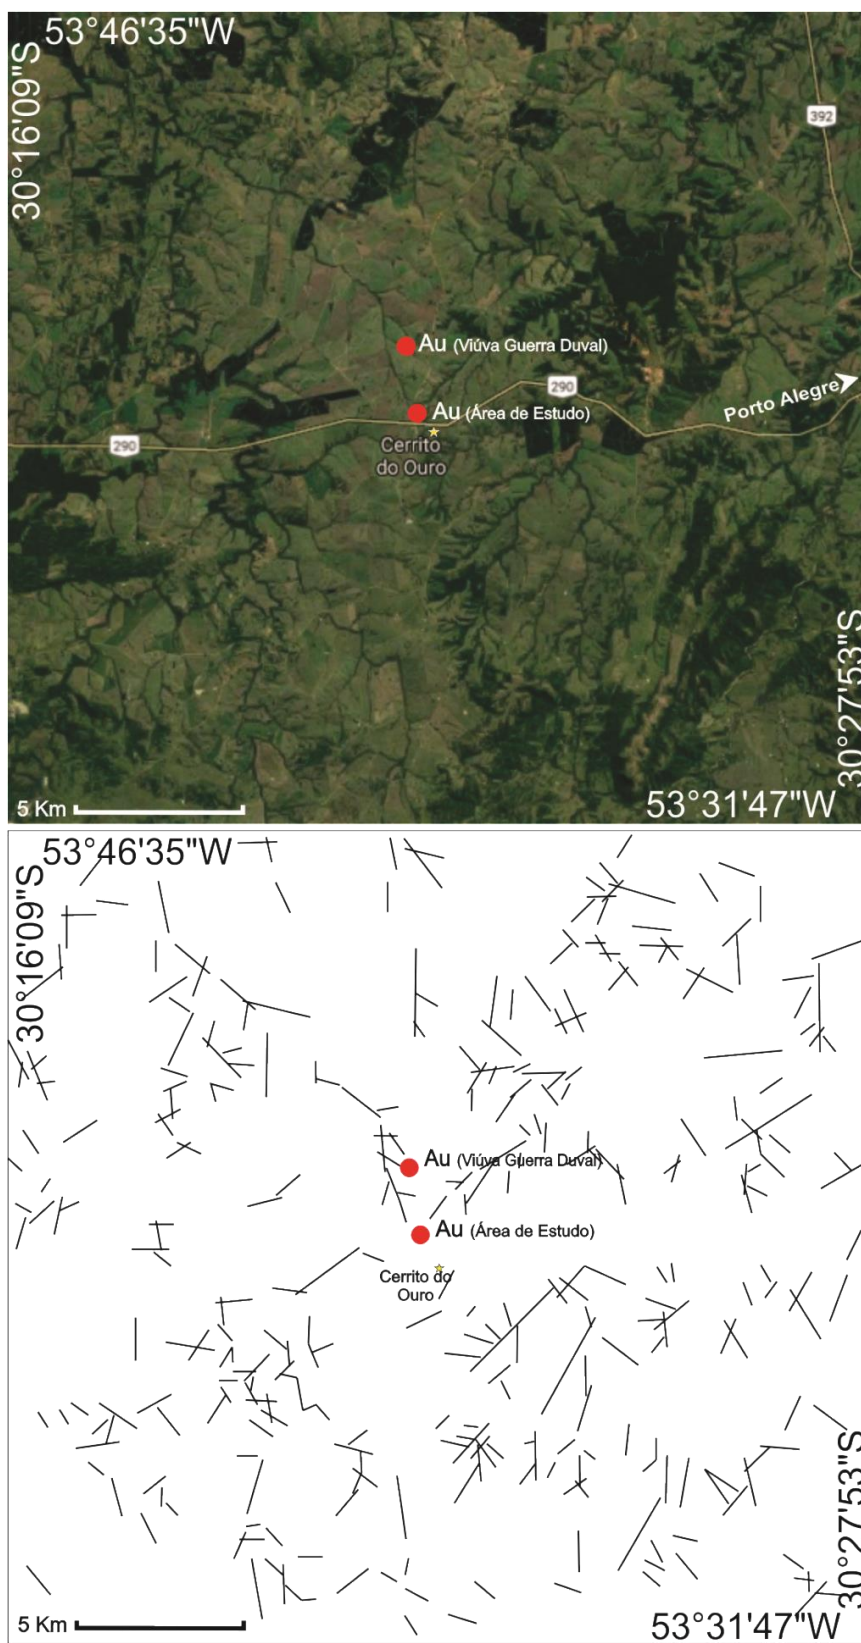 53°46'35"W
30°16'09"S
392
Au (Viúva Guerra Duval)
290
Porto Alegre
Au (Área de Estudo)
290
Cerrito
do Ouro
30°27'53"S
5 Km
53°31'47"W
53°46'35"W
30°16'09"S
Au (Viúva Guerra Duval)
Au (Área de Estudo)
Cerrito do
Ouro
30°27'53"S
5 Km
53°31'47"W